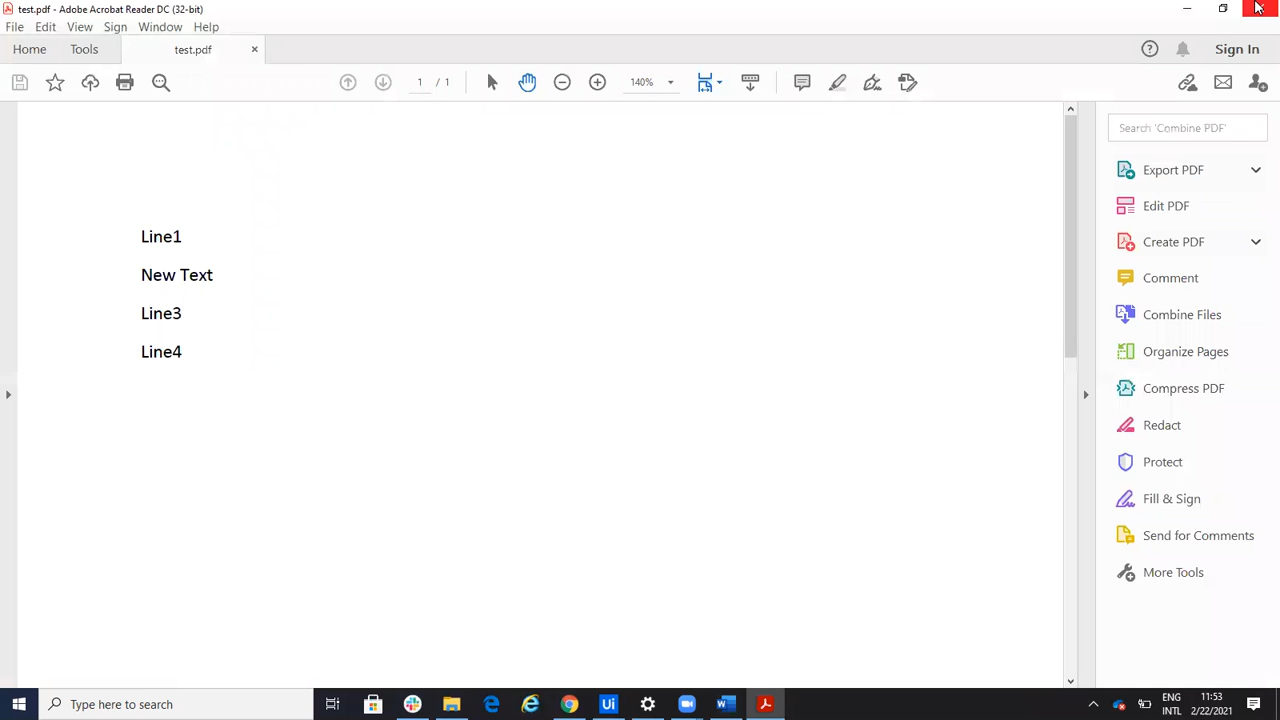 test.pdf - Adobe Acrobat Reader DC (32-bit)
File Edit View Sign Window Help
Home Tools test.pdf × Sign In
1 / 1 140%
Search 'Combine PDF'
Export PDF
Edit PDF
Create PDF
Comment
Combine Files
Organize Pages
Compress PDF
Redact
Protect
Fill & Sign
Send for Comments
More Tools
Line1
New Text
Line3
Line4
Type here to search
Ui
ENG 11:53
INTL 2/22/2021